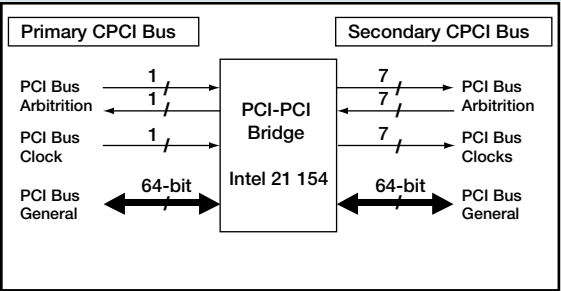 Primary CPCI Bus
Secondary CPCI Bus
PCI Bus
Arbitrition
1
1
PCI Bus
Clock
1
PCI Bus
General
64-bit
PCI-PCI
Bridge
Intel 21 154
7
7
PCI Bus
Arbitrition
7
PCI Bus
Clocks
64-bit
PCI Bus
General